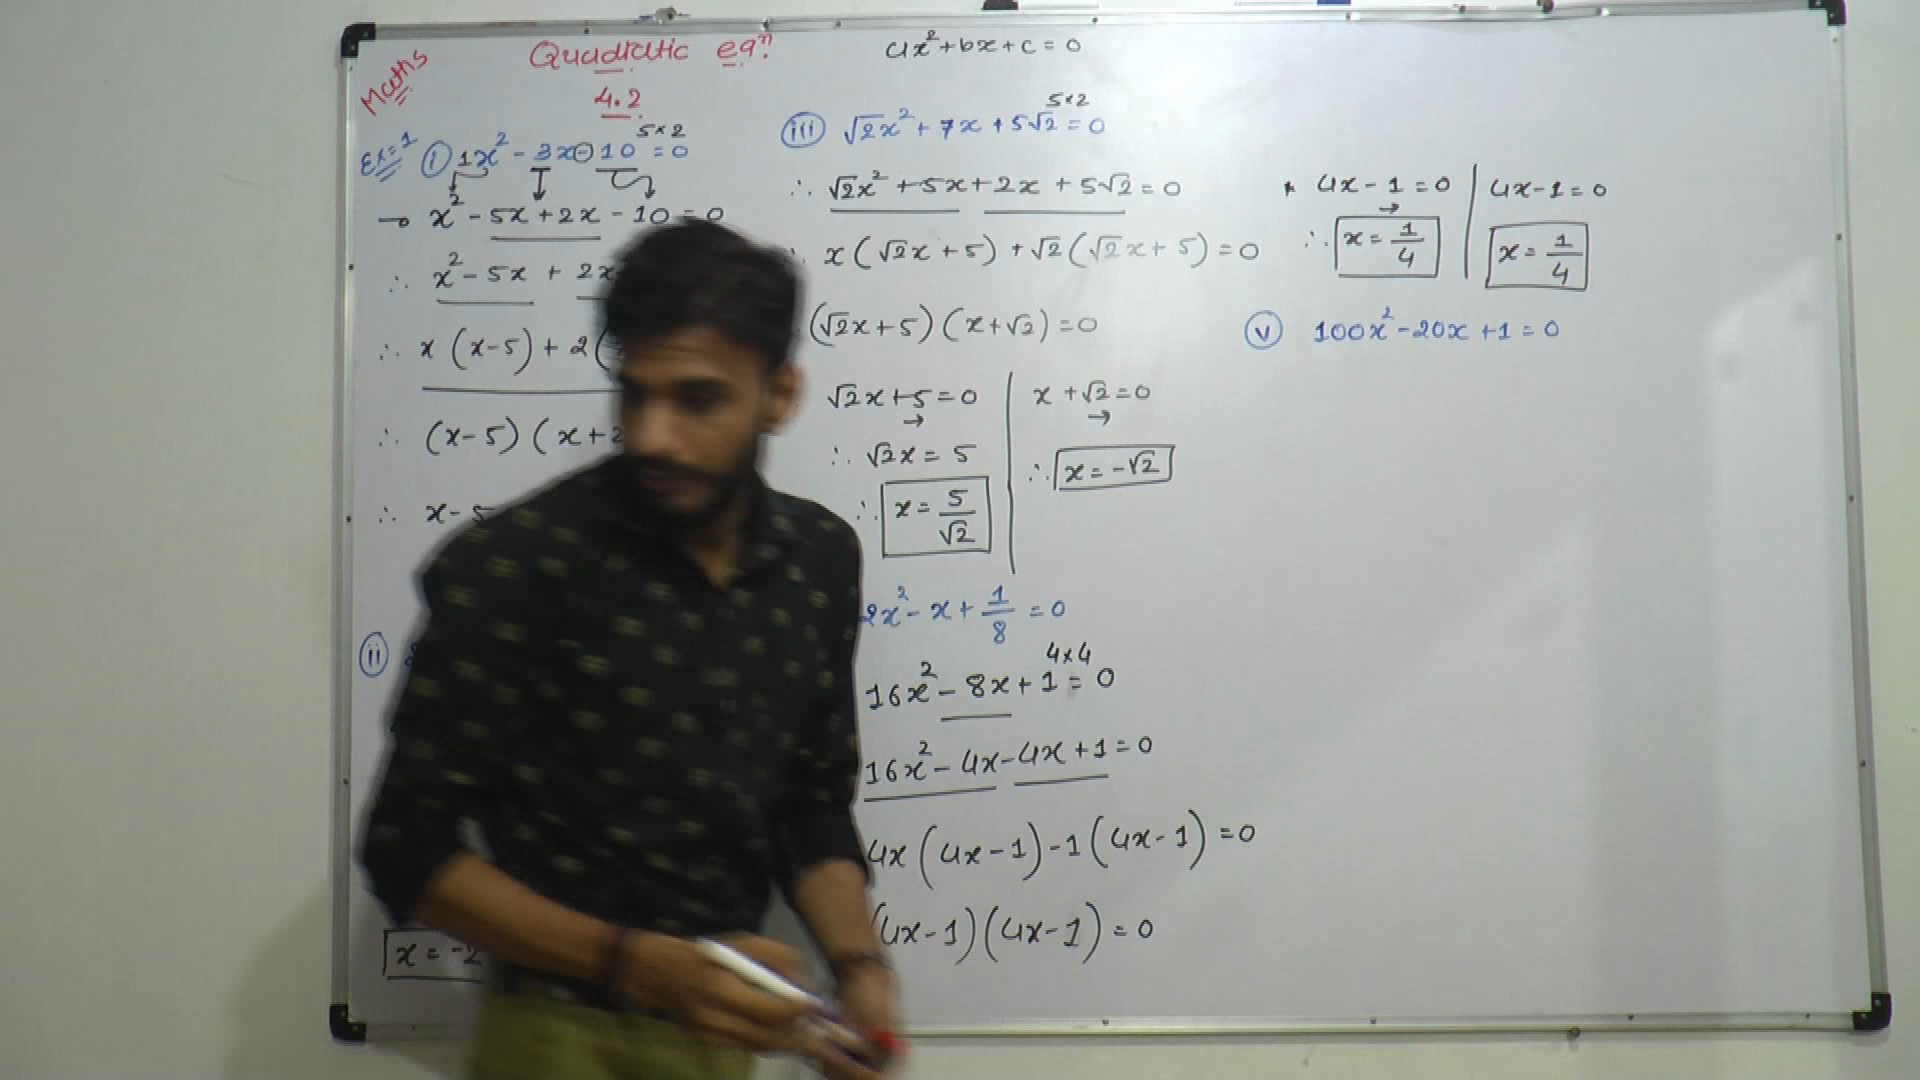 Maths
Quadratic eqⁿ.
4.2
ax² + bx + c = 0
Ex=1
(i) 1x² - 3x - 10 = 0
5×2
→ x² - 5x + 2x - 10 = 0
∴ x² - 5x + 2x
∴ x (x-5) + 2(
∴ (x-5) (x+2
∴ x-5
(ii)
x = -2
(iii) √2x² + 7x + 5√2 = 0
5×2
∴ √2x² + 5x + 2x + 5√2 = 0
∴ x (√2x + 5) + √2 (√2x + 5) = 0
(√2x + 5) (x + √2) = 0
√2x + 5 = 0 | x + √2 = 0
∴ √2x = 5
∴ x = 5/√2
∴ x = -√2
2x² - x + 1/8 = 0
4×4
16x² - 8x + 1 = 0
16x² - 4x - 4x + 1 = 0
4x (4x - 1) - 1 (4x - 1) = 0
(4x - 1) (4x - 1) = 0
* 4x - 1 = 0 | 4x - 1 = 0
∴ x = 1/4 | x = 1/4
(v) 100x² - 20x + 1 = 0